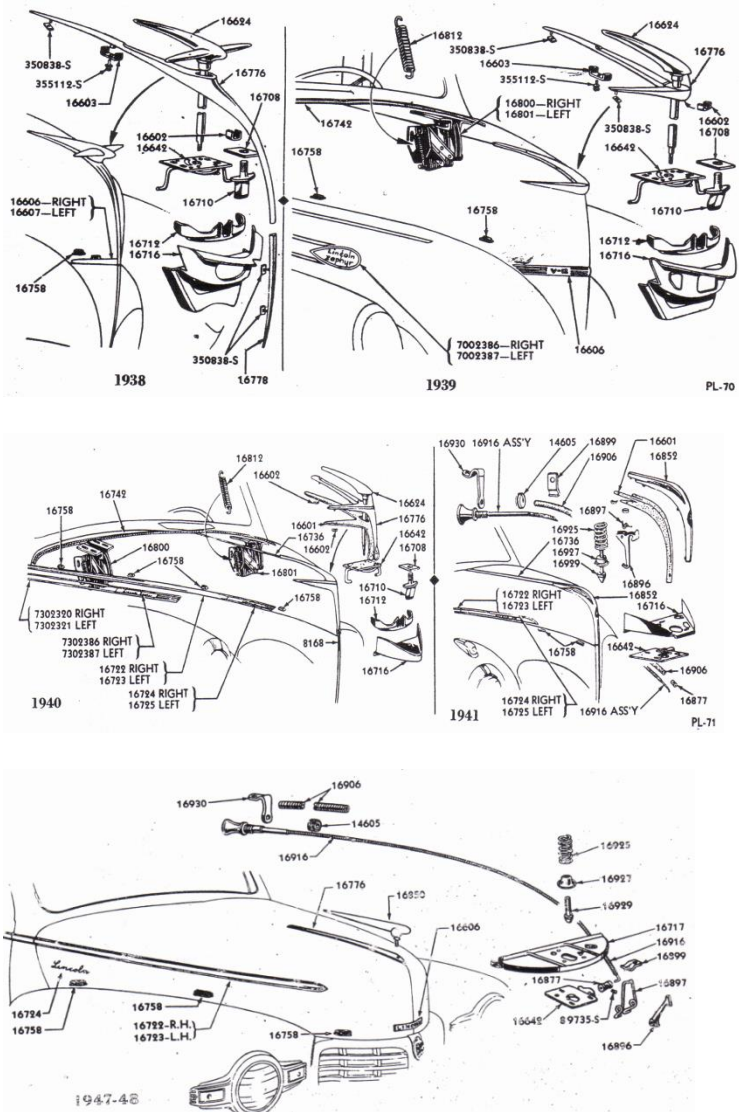 16624
350838-S
355112-S
16603
16776
16708
16602
16642
16606—RIGHT
16607—LEFT
16710
16758
16712
16716
350838-S
16778
1938
16812
350838-S
16603
355112-S
16624
16776
16742
16800—RIGHT
16801—LEFT
350838-S
16602
16708
16642
16758
16710
16758
16712
16716
Lincoln
Zephyr
V-12
7002386—RIGHT
7002387—LEFT
16606
1939
PL-70
16812
16602
16742
16758
16624
16601
16776
16736
16642
16602
16708
16800
16801
16758
16710
16758
16712
7302320 RIGHT
7302321 LEFT
7302386 RIGHT
7302387 LEFT
8168
16722 RIGHT
16723 LEFT
16716
16724 RIGHT
16725 LEFT
1940
16930
16916 ASS'Y
14605
16899
16906
16601
16852
16897
16925
16736
16927
16929
16896
16722 RIGHT
16723 LEFT
16852
16716
16758
16642
16906
16724 RIGHT
16725 LEFT
16916 ASS'Y
16877
1941
PL-71
16906
16930
14605
16916
16925
16927
16929
16776
16850
16606
16717
16916
16899
16877
16897
Lincoln
16724
16758
16758
16722-R.H.
16723-L.H.
16758
LINCOLN
16642
89735-S
16896
1947-48